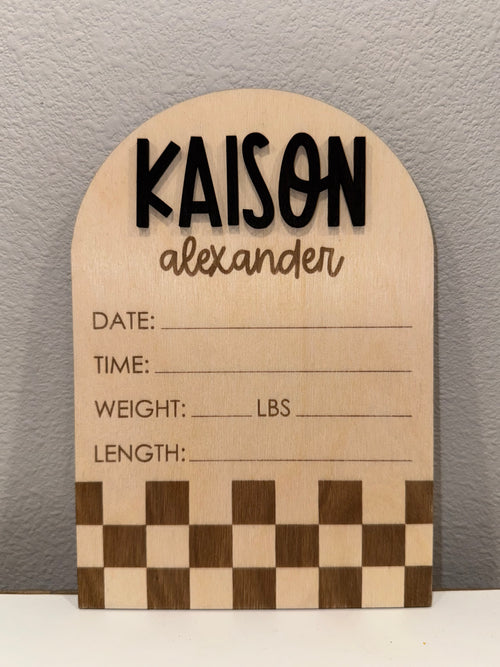 KAISON
alexander
DATE:
TIME:
WEIGHT: LBS
LENGTH: